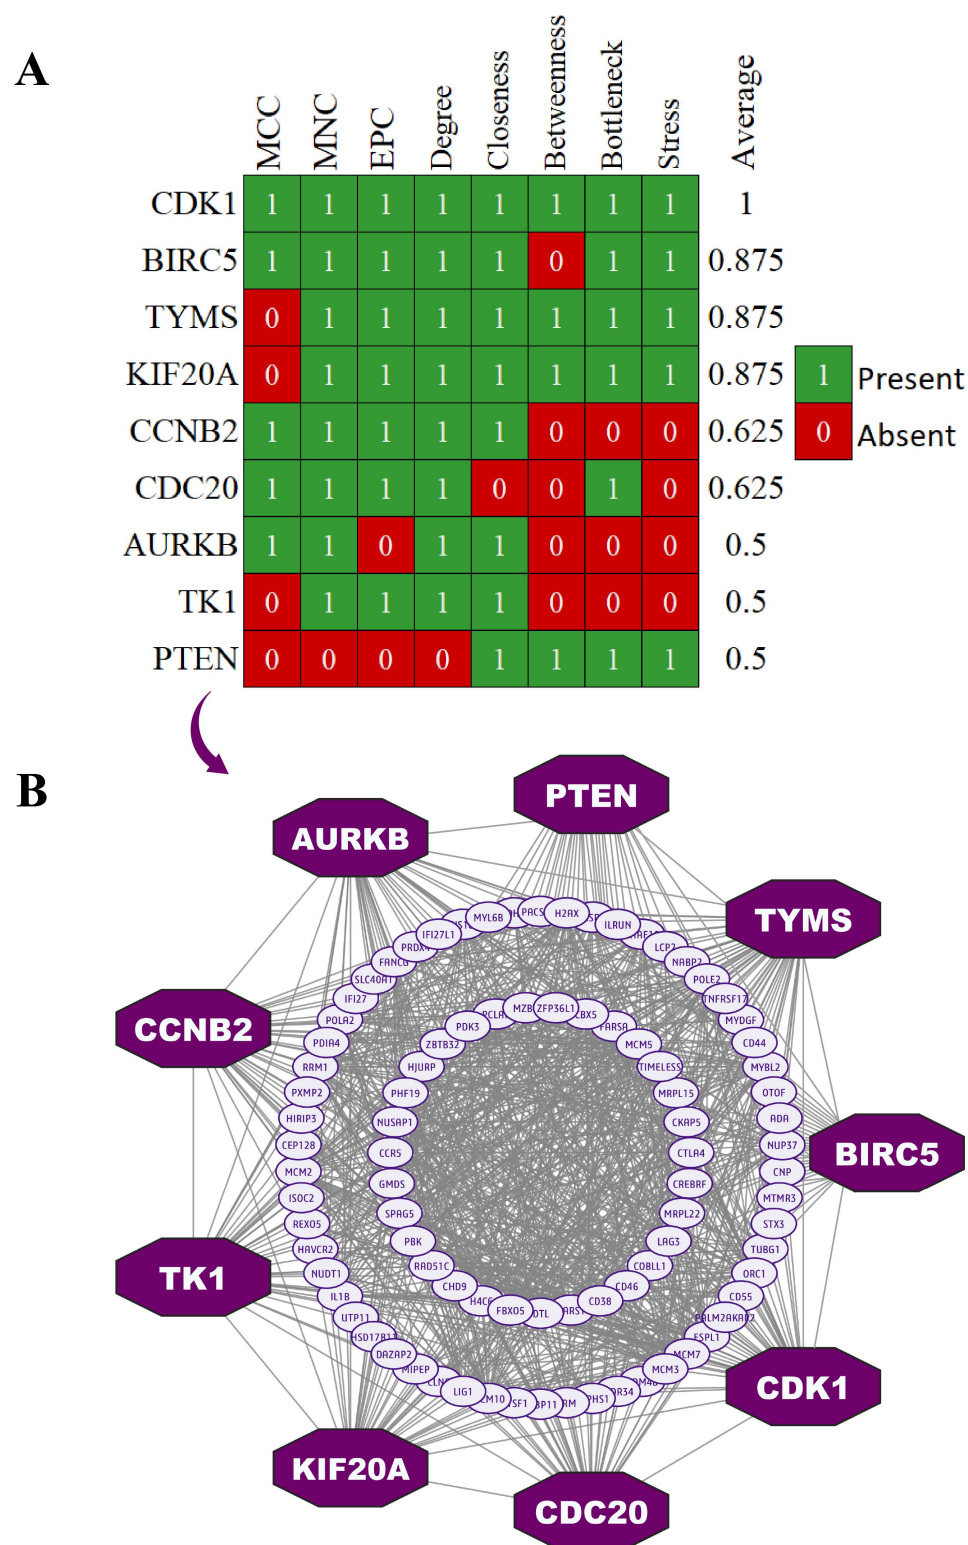 A
MCC MNC EPC Degree Closeness Betweenness Bottleneck Stress Average
CDK1 1 1 1 1 1 1 1 1 1
BIRC5 1 1 1 1 1 0 1 1 0.875
TYMS 0 1 1 1 1 1 1 1 0.875
KIF20A 0 1 1 1 1 1 1 1 0.875
CCNB2 1 1 1 1 1 0 0 0 0.625
CDC20 1 1 1 1 0 0 1 0 0.625
AURKB 1 1 0 1 1 0 0 0 0.5
TK1 0 1 1 1 1 0 0 0 0.5
PTEN 0 0 0 0 1 1 1 1 0.5
1 Present
0 Absent
B
PTEN
AURKB
TYMS
CCNB2
BIRC5
TK1
CDK1
KIF20A
CDC20
MYL6B
H2AX
ILRUN
LCP2
NABP2
POLE2
TNFRSF17
MYDGF
CD44
MYBL2
OTOF
ADA
NUP37
CNP
MTMR3
STX3
TUBG1
ORC1
CD55
PALM2AKAP2
ESPL1
MCM7
MCM3
LIG1
MIPEP
DAZAP2
UTP11
IL1B
NUDT1
HAVCR2
REXO5
ISOC2
MCM2
CEP128
HIRIP3
PXMP2
RRM1
PDIA4
POLA2
IFI27
SLC40A1
FANCG
IFI27L1
ZFP36L1
MCM5
TIMELESS
MRPL15
CKAP5
CTLA4
CREBRF
MRPL22
LAG3
COBLL1
CD46
CD38
FBXO5
CHD9
RAD51C
PBK
SPAG5
GMDS
CCR5
NUSAP1
PHF19
HJURP
ZBTB32
PDK3